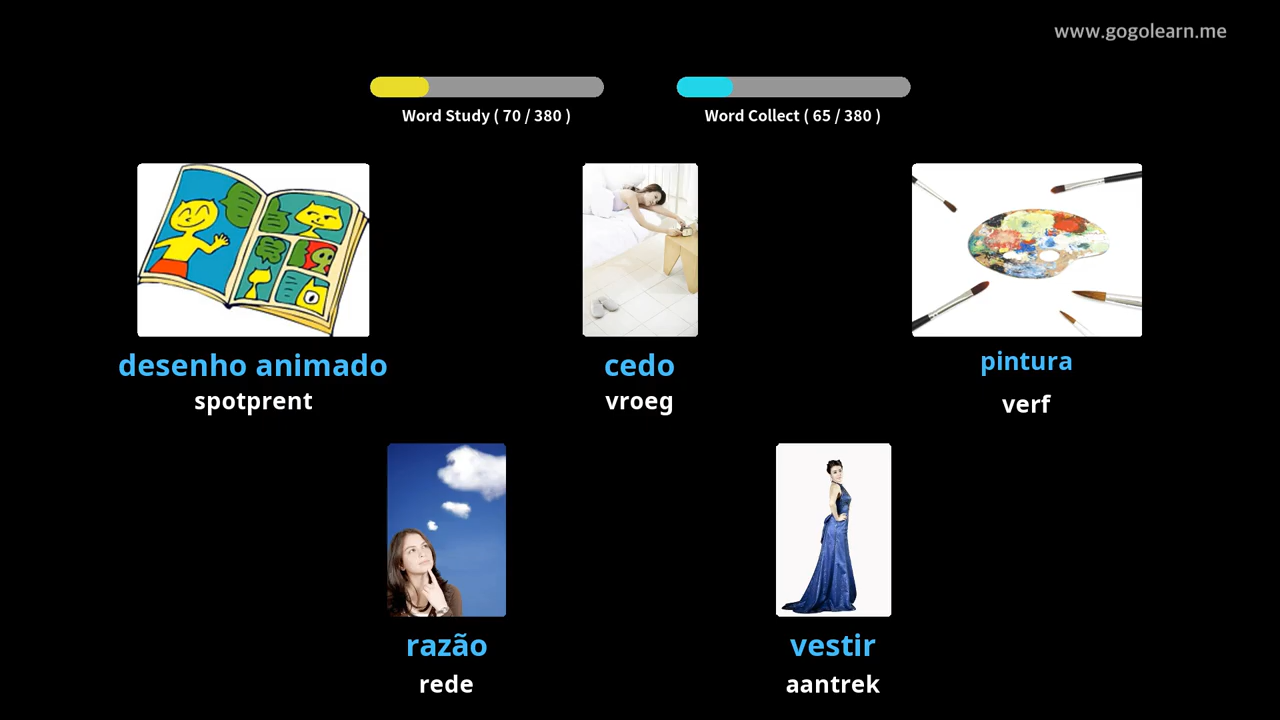 www.gogolearn.me
Word Study ( 70 / 380 )
Word Collect ( 65 / 380 )
desenho animado
spotprent
cedo
vroeg
pintura
verf
razão
rede
vestir
aantrek